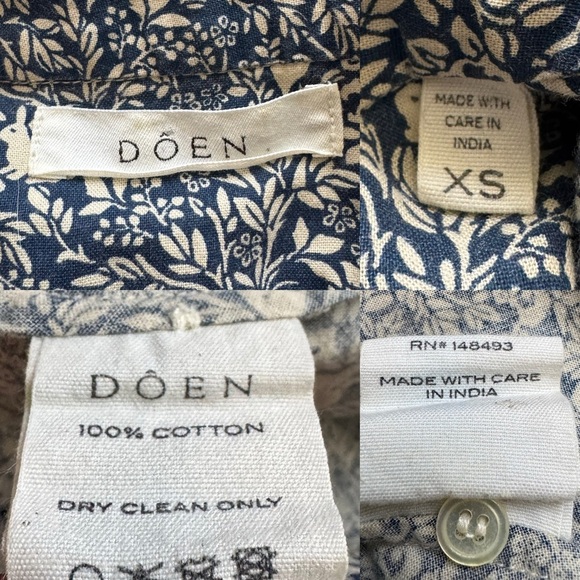 DÔEN
MADE WITH
CARE IN
INDIA
XS
DÔEN
100% COTTON
DRY CLEAN ONLY
RN# 148493
MADE WITH CARE
IN INDIA